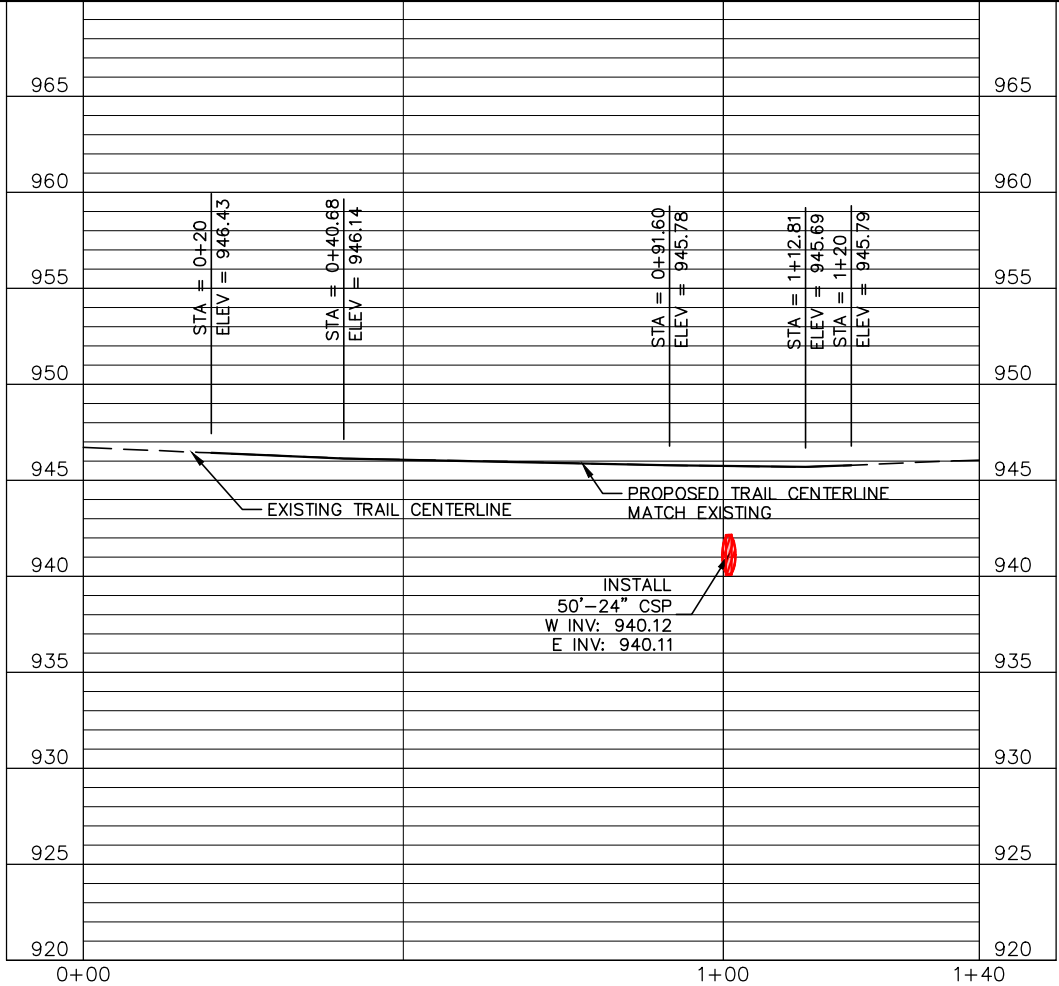 965
965
960
960
STA = 0+20
ELEV = 946.43
STA = 0+40.68
ELEV = 946.14
STA = 0+91.60
ELEV = 945.78
STA = 1+12.81
ELEV = 945.69
STA = 1+20
ELEV = 945.79
955
955
950
950
945
945
EXISTING TRAIL CENTERLINE
PROPOSED TRAIL CENTERLINE
MATCH EXISTING
940
940
INSTALL
50'-24" CSP
W INV: 940.12
E INV: 940.11
935
935
930
930
925
925
920
920
0+00
1+00
1+40